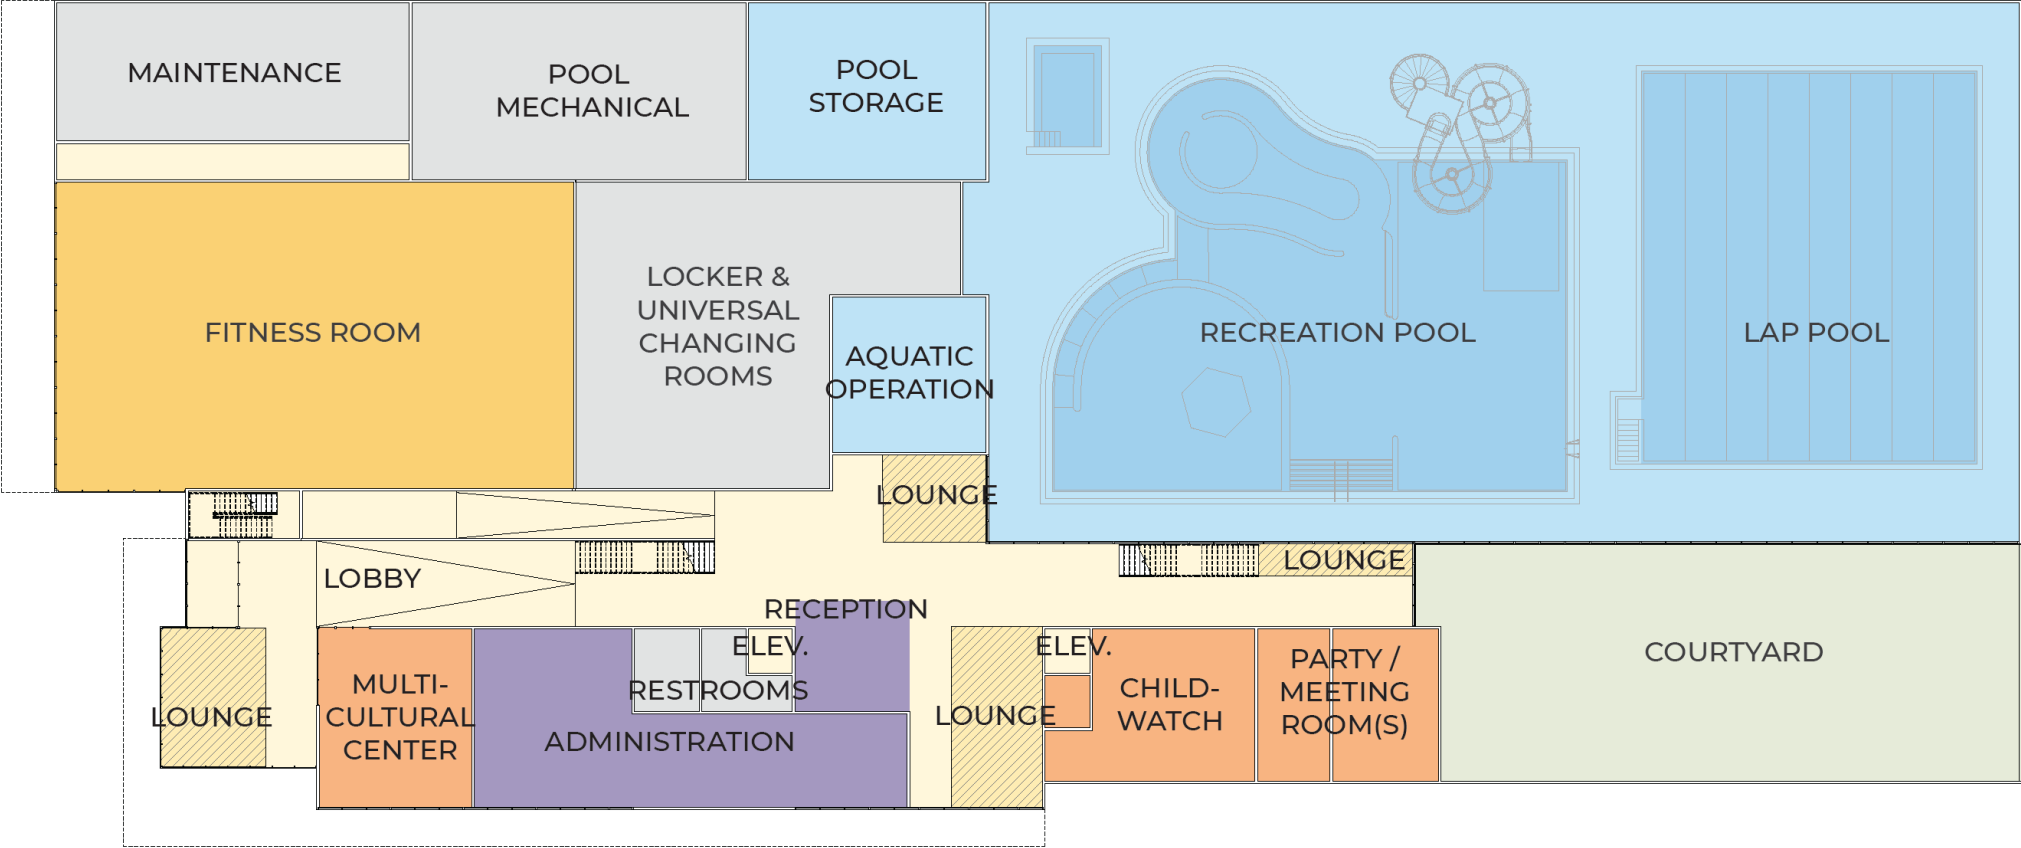 MAINTENANCE
POOL
MECHANICAL
POOL
STORAGE
FITNESS ROOM
LOCKER &
UNIVERSAL
CHANGING
ROOMS
AQUATIC
OPERATION
RECREATION POOL
LAP POOL
LOUNGE
LOUNGE
LOBBY
RECEPTION
ELEV.
ELEV.
RESTROOMS
LOUNGE
MULTI-
CULTURAL
CENTER
ADMINISTRATION
LOUNGE
CHILD-
WATCH
PARTY /
MEETING
ROOM(S)
COURTYARD